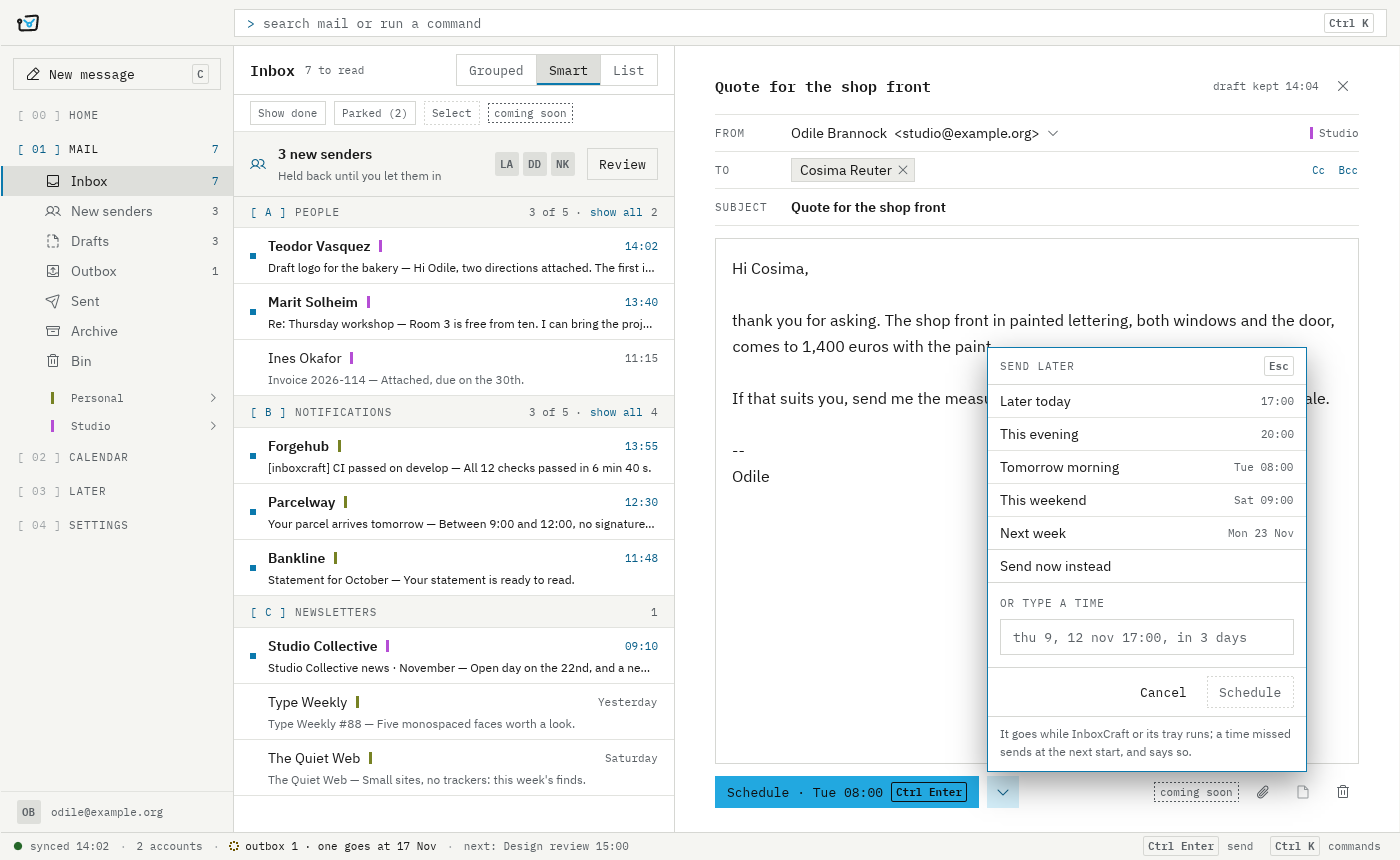 > search mail or run a command
Ctrl K
New message
C
[ 00 ] HOME
[ 01 ] MAIL 7
Inbox 7
New senders 3
Drafts 3
Outbox 1
Sent
Archive
Bin
Personal
Studio
[ 02 ] CALENDAR
[ 03 ] LATER
[ 04 ] SETTINGS
OB odile@example.org
Inbox 7 to read
Grouped Smart List
Show done Parked (2) Select coming soon
3 new senders
Held back until you let them in
LA DD NK Review
[ A ] PEOPLE 3 of 5 · show all 2
Teodor Vasquez 14:02
Draft logo for the bakery — Hi Odile, two directions attached. The first i…
Marit Solheim 13:40
Re: Thursday workshop — Room 3 is free from ten. I can bring the proj…
Ines Okafor 11:15
Invoice 2026-114 — Attached, due on the 30th.
[ B ] NOTIFICATIONS 3 of 5 · show all 4
Forgehub 13:55
[inboxcraft] CI passed on develop — All 12 checks passed in 6 min 40 s.
Parcelway 12:30
Your parcel arrives tomorrow — Between 9:00 and 12:00, no signature…
Bankline 11:48
Statement for October — Your statement is ready to read.
[ C ] NEWSLETTERS 1
Studio Collective 09:10
Studio Collective news · November — Open day on the 22nd, and a ne…
Type Weekly Yesterday
Type Weekly #88 — Five monospaced faces worth a look.
The Quiet Web Saturday
The Quiet Web — Small sites, no trackers: this week's finds.
Quote for the shop front draft kept 14:04
FROM Odile Brannock <studio@example.org> Studio
TO Cosima Reuter Cc Bcc
SUBJECT Quote for the shop front
Hi Cosima,
thank you for asking. The shop front in painted lettering, both windows and the door,
comes to 1,400 euros with the paint
If that suits you, send me the measu ale.
--
Odile
SEND LATER Esc
Later today 17:00
This evening 20:00
Tomorrow morning Tue 08:00
This weekend Sat 09:00
Next week Mon 23 Nov
Send now instead
OR TYPE A TIME
thu 9, 12 nov 17:00, in 3 days
Cancel Schedule
It goes while InboxCraft or its tray runs; a time missed
sends at the next start, and says so.
Schedule · Tue 08:00 Ctrl Enter
coming soon
synced 14:02 · 2 accounts · outbox 1 · one goes at 17 Nov · next: Design review 15:00
Ctrl Enter send Ctrl K commands